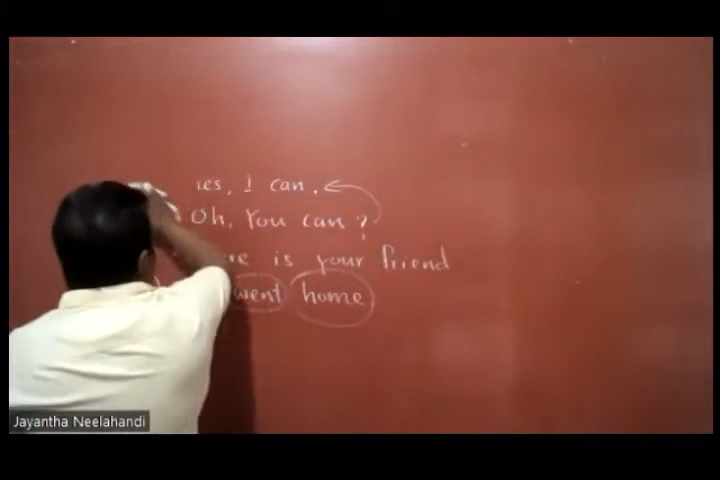 Yes, I can.
Oh, You can?
is your friend
went home
Jayantha Neelahandi